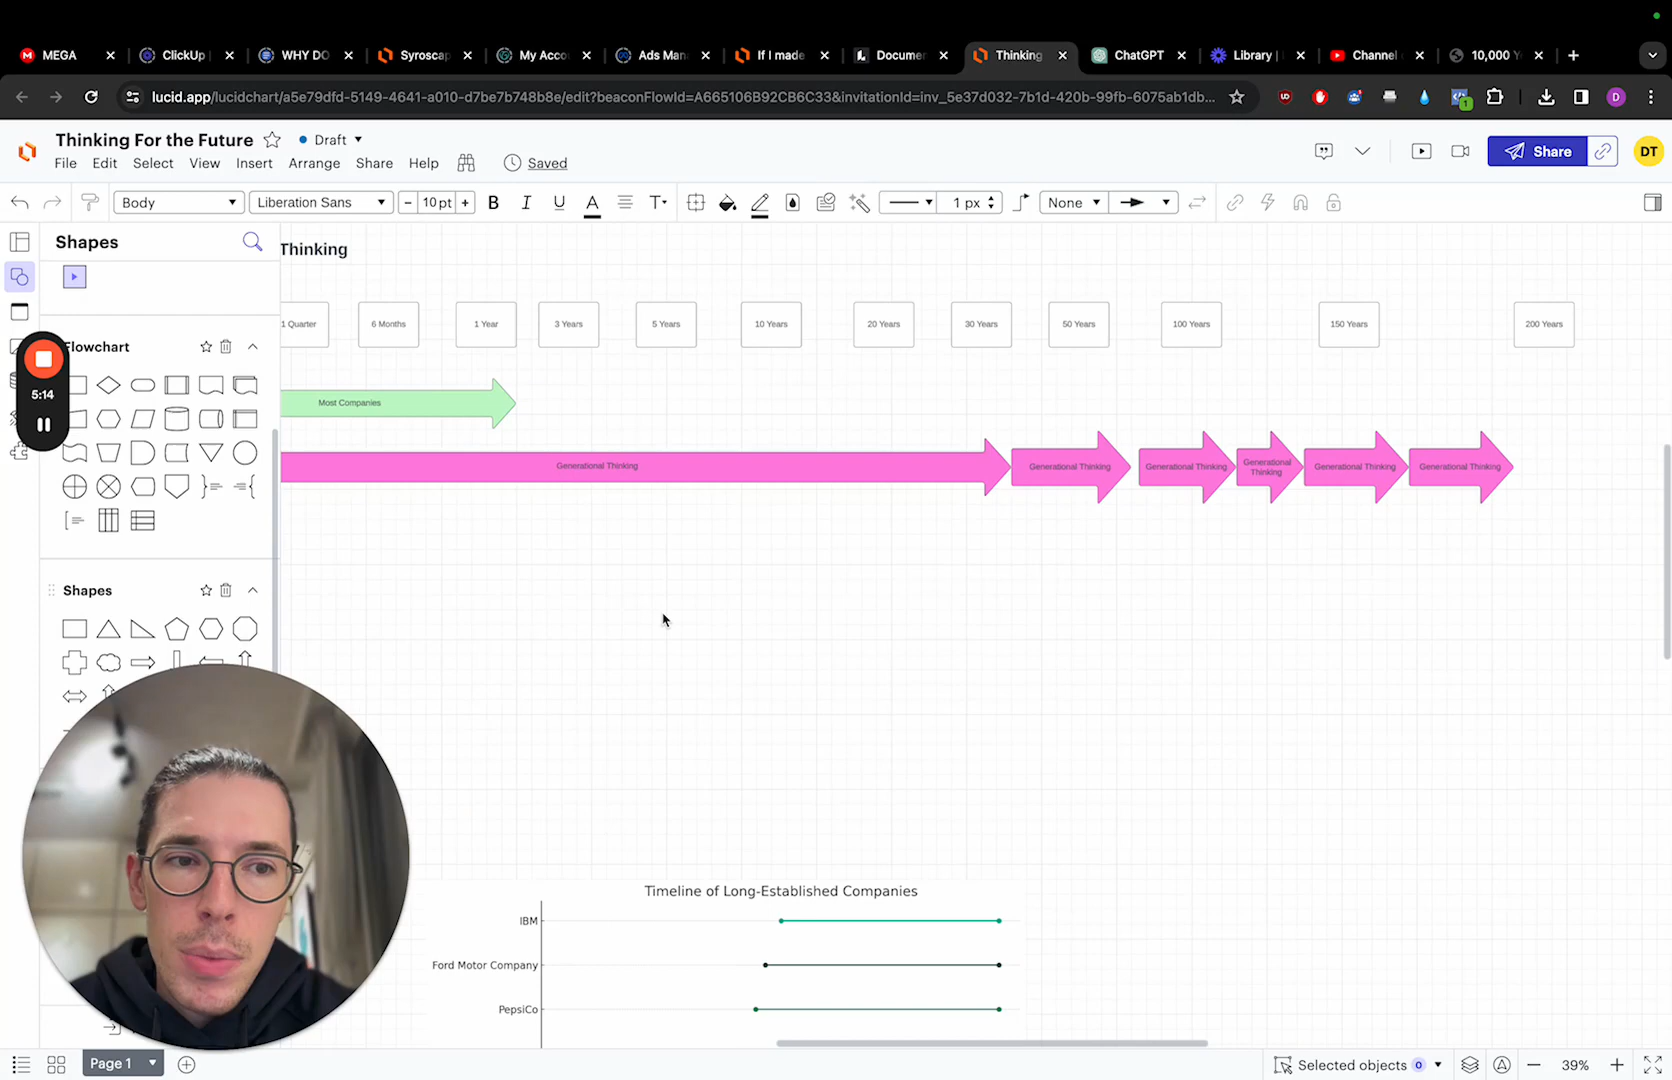 MEGA
ClickUp
WHY DO
Syroscap
My Acco
Ads Man
If I made
Documen
Thinking
ChatGPT
Library |
Channel
10,000 Y
lucid.app/lucidchart/a5e79dfd-5149-4641-a010-d7be7b748b8e/edit?beaconFlowId=A665106B92CB6C33&invitationId=inv_5e37d032-7b1d-420b-99fb-6075ab1db...
1
D
Thinking For the Future
Draft
File Edit Select View Insert Arrange Share Help
Saved
Share
DT
Body
Liberation Sans
10 pt
B I U A T
1 px
None
Shapes
Thinking
1 Quarter
6 Months
1 Year
3 Years
5 Years
10 Years
20 Years
30 Years
50 Years
100 Years
150 Years
200 Years
Flowchart
5:14
Most Companies
Generational Thinking
Generational Thinking
Generational Thinking
Generational
Thinking
Generational Thinking
Generational Thinking
Shapes
Timeline of Long-Established Companies
IBM
Ford Motor Company
PepsiCo
Page 1
Selected objects 0
39%